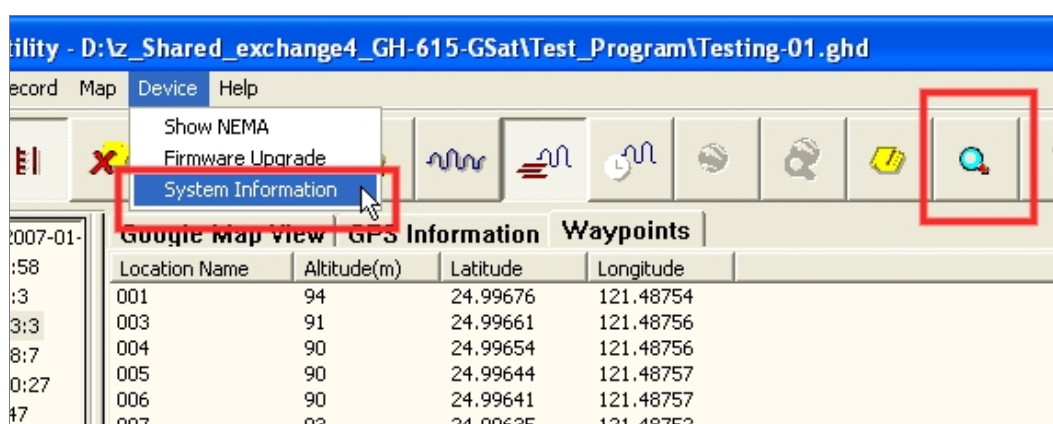 tility - D:\z_Shared_exchange4_GH-615-GSat\Test_Program\Testing-01.ghd
ecord Map Device Help
Show NEMA
Firmware Upgrade
System Information
2007-01-
:58
:3
3:3
8:7
0:27
47
Google Map View GPS Information Waypoints
Location Name Altitude(m) Latitude Longitude
001 94 24.99676 121.48754
003 91 24.99661 121.48756
004 90 24.99654 121.48756
005 90 24.99644 121.48757
006 90 24.99641 121.48757